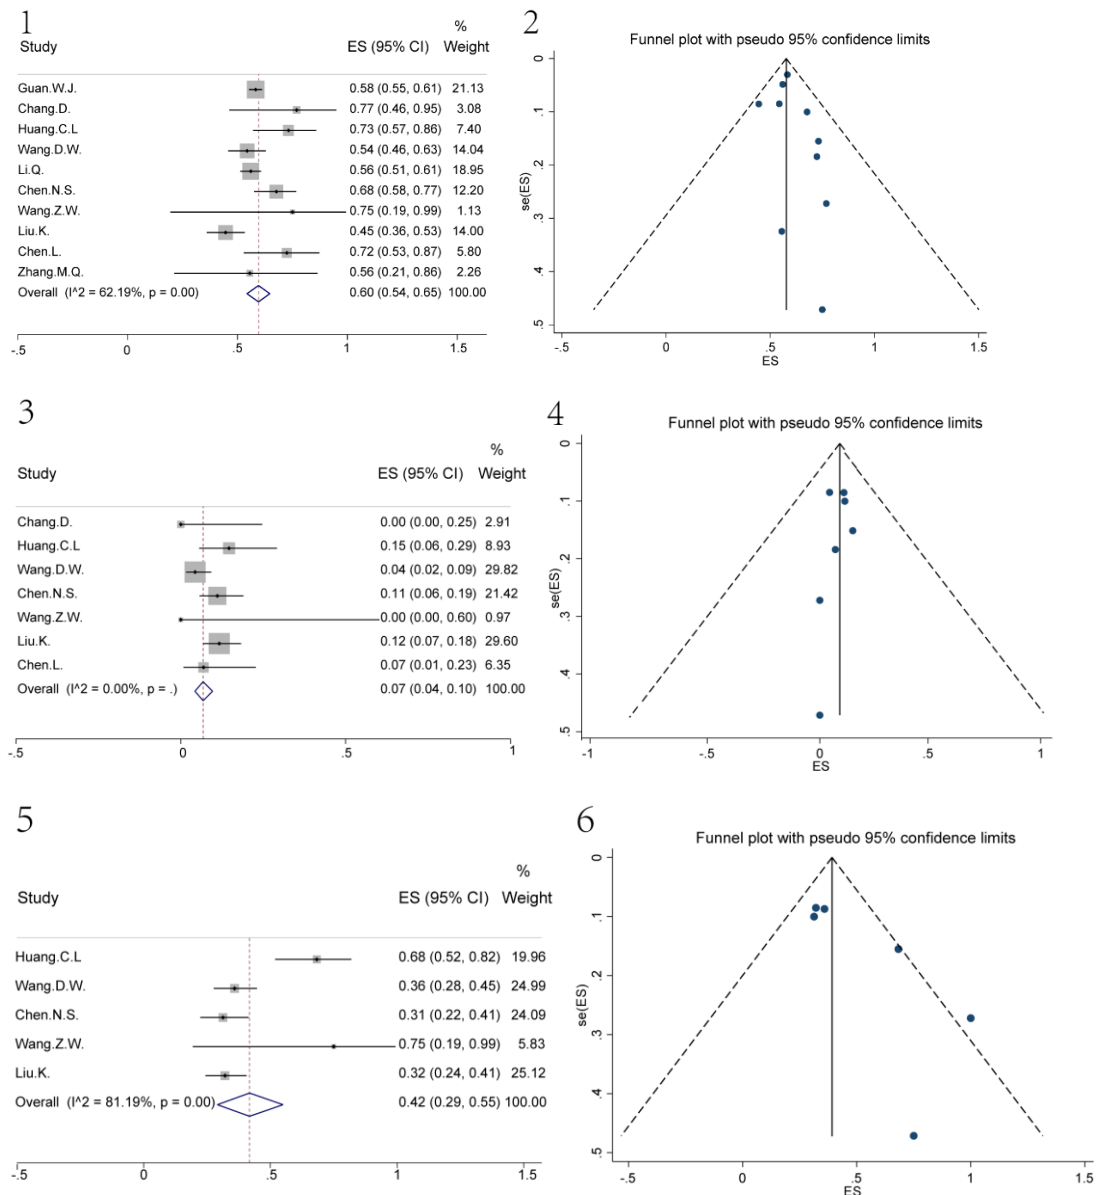 1
%
Study ES (95% CI) Weight
Guan.W.J. 0.58 (0.55, 0.61) 21.13
Chang.D. 0.77 (0.46, 0.95) 3.08
Huang.C.L 0.73 (0.57, 0.86) 7.40
Wang.D.W. 0.54 (0.46, 0.63) 14.04
Li.Q. 0.56 (0.51, 0.61) 18.95
Chen.N.S. 0.68 (0.58, 0.77) 12.20
Wang.Z.W. 0.75 (0.19, 0.99) 1.13
Liu.K. 0.45 (0.36, 0.53) 14.00
Chen.L. 0.72 (0.53, 0.87) 5.80
Zhang.M.Q. 0.56 (0.21, 0.86) 2.26
Overall (I^2 = 62.19%, p = 0.00) 0.60 (0.54, 0.65) 100.00
-.5 0 .5 1 1.5
2
Funnel plot with pseudo 95% confidence limits
se(ES)
0
.1
.2
.3
.4
.5
-.5 0 .5 1 1.5
ES
3
%
Study ES (95% CI) Weight
Chang.D. 0.00 (0.00, 0.25) 2.91
Huang.C.L 0.15 (0.06, 0.29) 8.93
Wang.D.W. 0.04 (0.02, 0.09) 29.82
Chen.N.S. 0.11 (0.06, 0.19) 21.42
Wang.Z.W. 0.00 (0.00, 0.60) 0.97
Liu.K. 0.12 (0.07, 0.18) 29.60
Chen.L. 0.07 (0.01, 0.23) 6.35
Overall (I^2 = 0.00%, p = .) 0.07 (0.04, 0.10) 100.00
-.5 0 .5 1
4
Funnel plot with pseudo 95% confidence limits
se(ES)
0
.1
.2
.3
.4
.5
-1 -.5 0 .5 1
ES
5
%
Study ES (95% CI) Weight
Huang.C.L 0.68 (0.52, 0.82) 19.96
Wang.D.W. 0.36 (0.28, 0.45) 24.99
Chen.N.S. 0.31 (0.22, 0.41) 24.09
Wang.Z.W. 0.75 (0.19, 0.99) 5.83
Liu.K. 0.32 (0.24, 0.41) 25.12
Overall (I^2 = 81.19%, p = 0.00) 0.42 (0.29, 0.55) 100.00
-.5 0 .5 1 1.5
6
Funnel plot with pseudo 95% confidence limits
se(ES)
0
.1
.2
.3
.4
.5
-.5 0 .5 1 1.5
ES